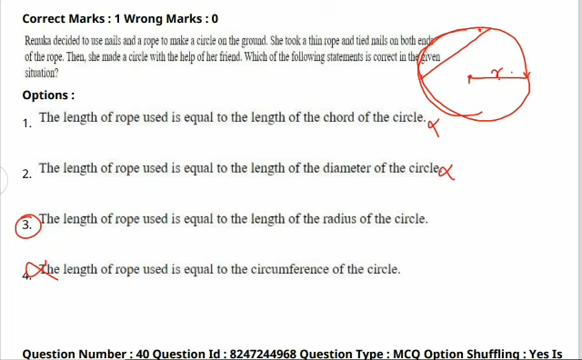 Correct Marks : 1 Wrong Marks : 0
Renuka decided to use nails and a rope to make a circle on the ground. She took a thin rope and tied nails on both ends
of the rope. Then, she made a circle with the help of her friend. Which of the following statements is correct in the given
situation?
Options :
1. The length of rope used is equal to the length of the chord of the circle.
2. The length of rope used is equal to the length of the diameter of the circle
3. The length of rope used is equal to the length of the radius of the circle.
4. The length of rope used is equal to the circumference of the circle.
Question Number : 40 Question Id : 8247244968 Question Type : MCQ Option Shuffling : Yes Is